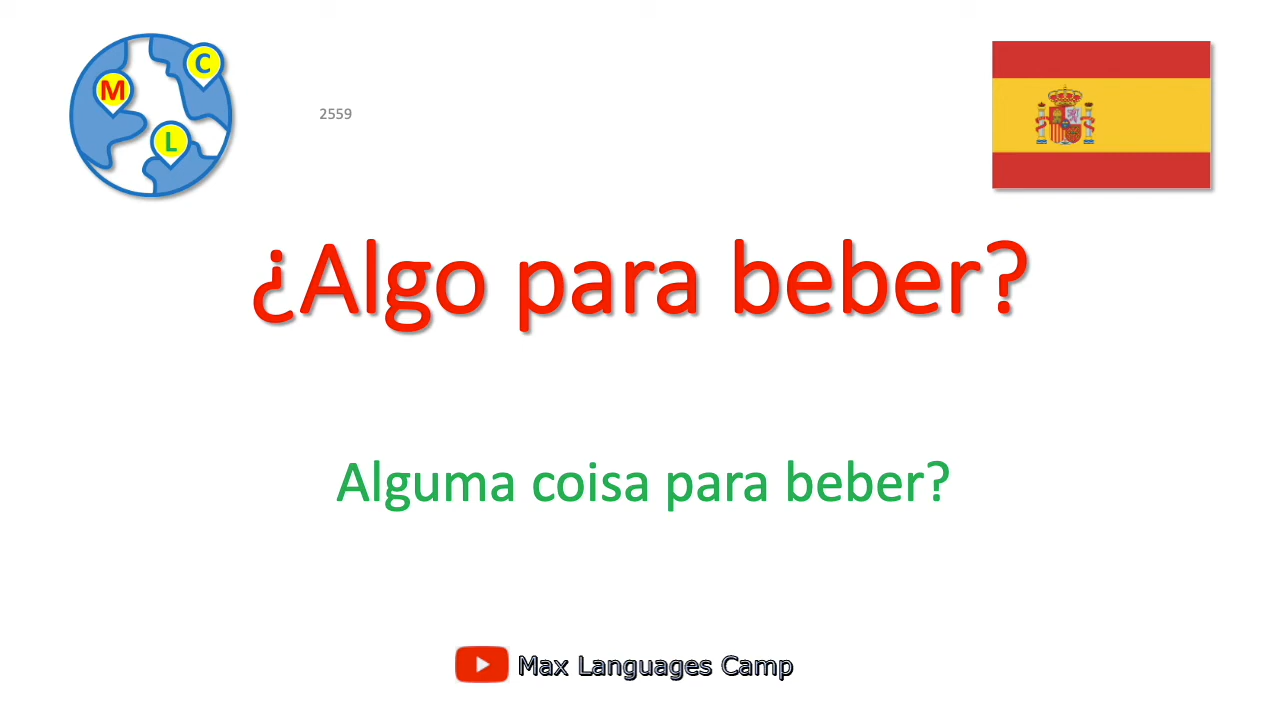 M
C
L
2559
¿Algo para beber?
Alguma coisa para beber?
Max Languages Camp